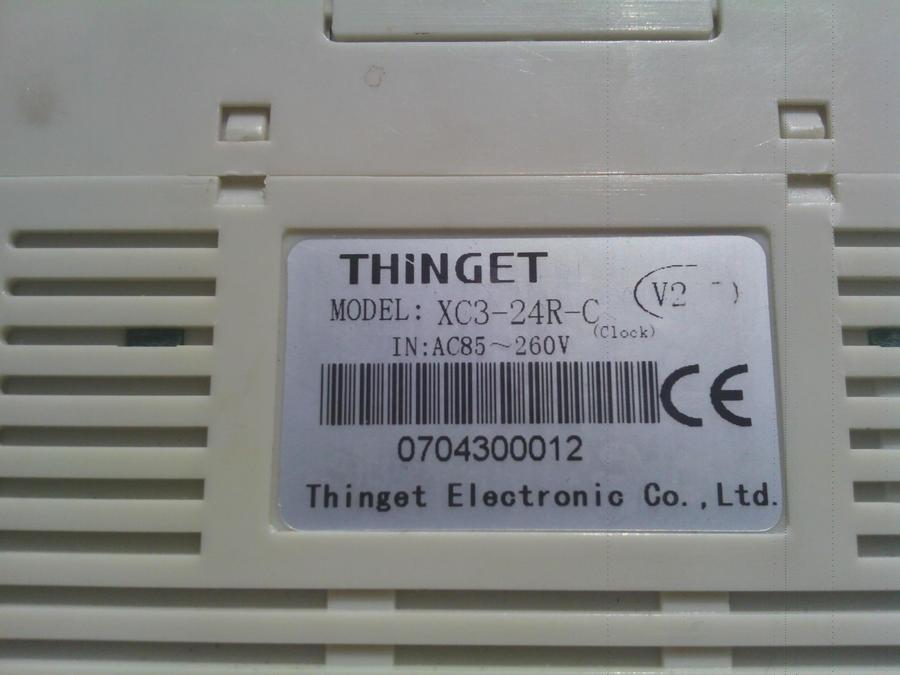 THiNGET
MODEL: XC3-24R-C
(Clock)
IN:AC85～260V
CE
0704300012
Thinget Electronic Co.,Ltd.